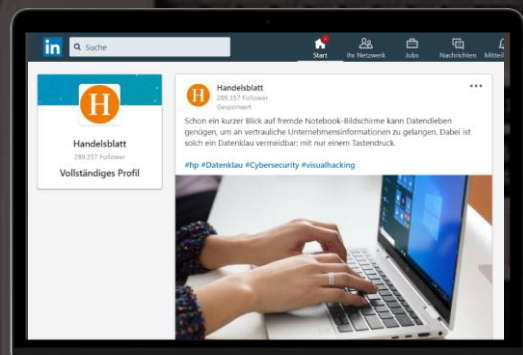 in
Suche
Start
Ihr Netzwerk
Jobs
Nachrichten
H
Handelsblatt
289.357 Follower
Vollständiges Profil
H
Handelsblatt
289.357 Follower
Gesponsert
Schon ein kurzer Blick auf fremde Notebook-Bildschirme kann Datendieben
genügen, um an vertrauliche Unternehmensinformationen zu gelangen. Dabei ist
solch ein Datenklau vermeidbar: mit nur einem Tastendruck.
#hp #Datenklau #Cybersecurity #visualhacking